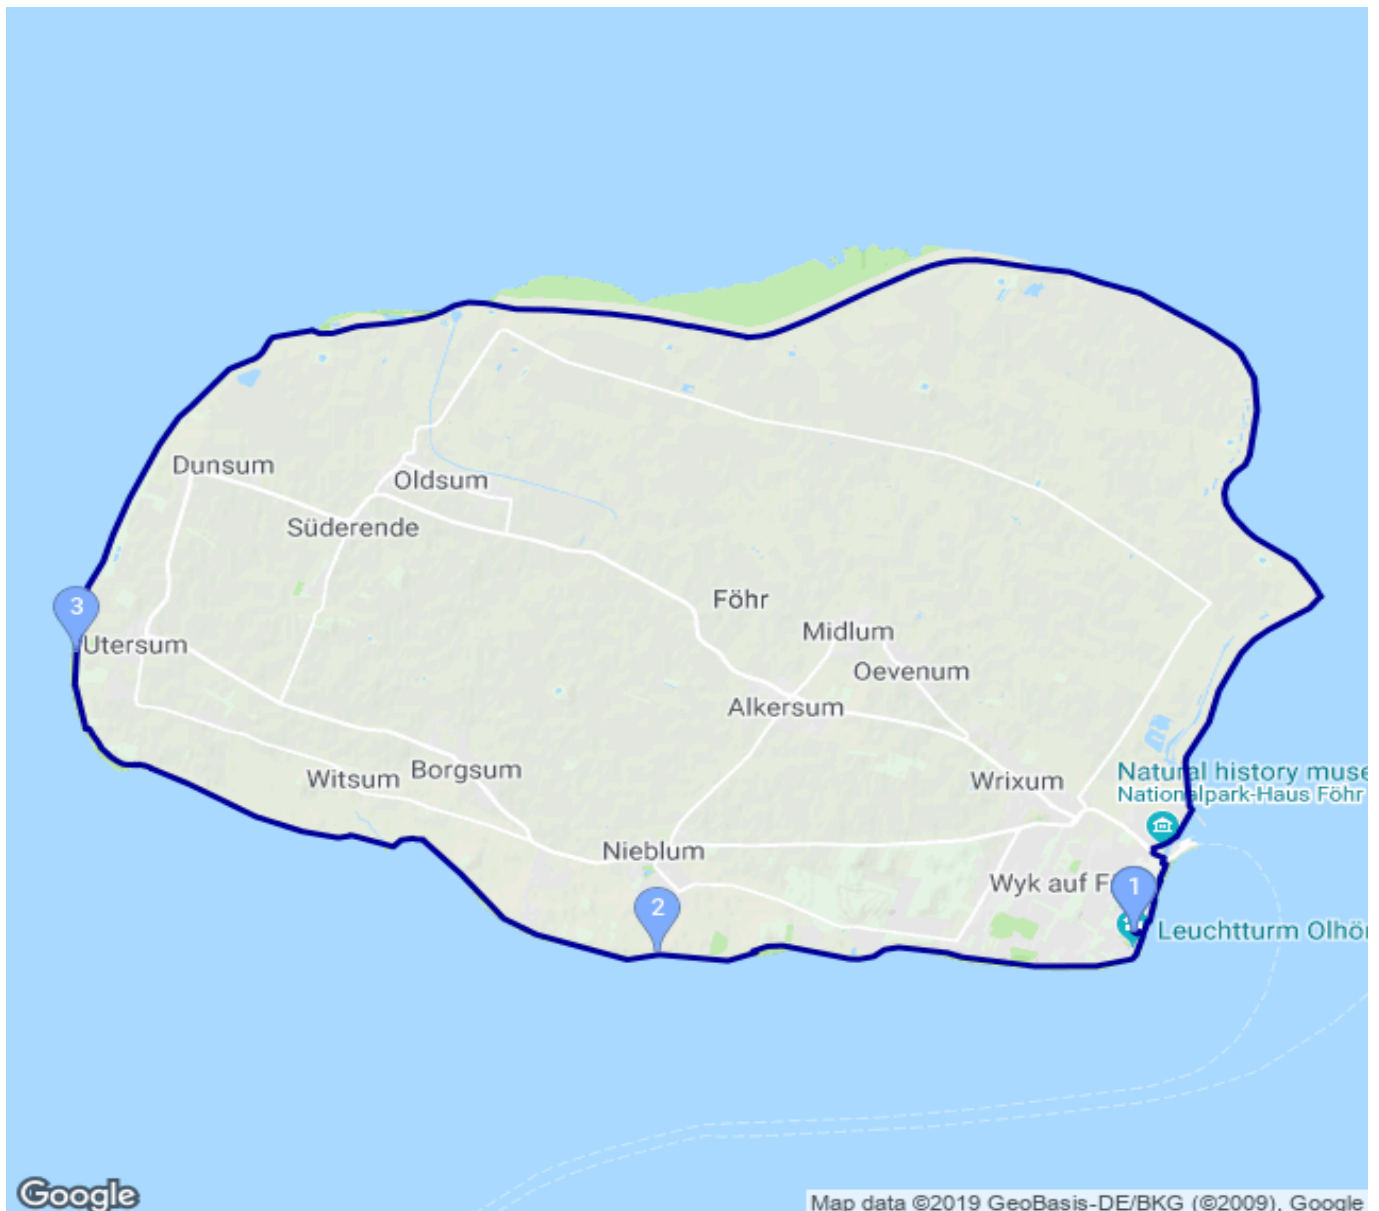 Dunsum
Oldsum
Süderende
3
Föhr
Utersum
Midlum
Oevenum
Alkersum
Witsum
Borgsum
Wrixum
Natural history muse
Nationalpark-Haus Föhr
Nieblum
Wyk auf F
1
2
Leuchtturm Olhör
Google
Map data ©2019 GeoBasis-DE/BKG (©2009), Google